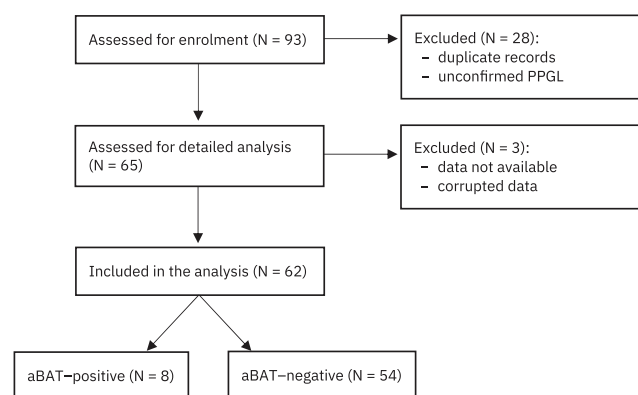 Assessed for enrolment (N = 93)
Excluded (N = 28):
– duplicate records
– unconfirmed PPGL
Assessed for detailed analysis
(N = 65)
Excluded (N = 3):
– data not available
– corrupted data
Included in the analysis (N = 62)
aBAT–positive (N = 8)
aBAT–negative (N = 54)